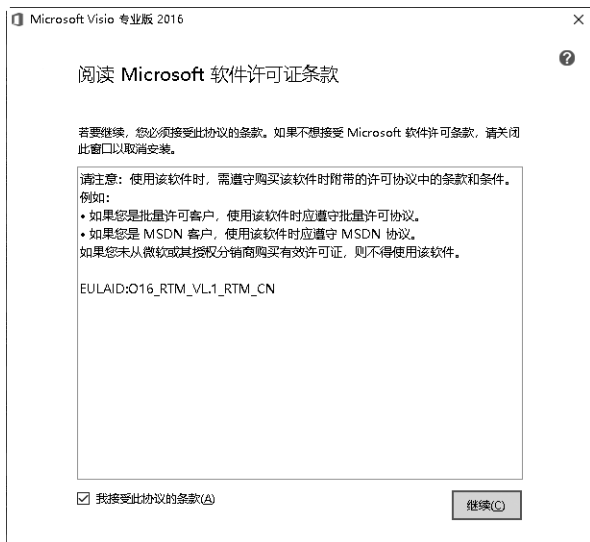 Microsoft Visio 专业版 2016
阅读 Microsoft 软件许可证条款
若要继续，您必须接受此协议的条款。如果不想接受 Microsoft 软件许可条款，请关闭
此窗口以取消安装。
请注意：使用该软件时，需遵守购买该软件时附带的许可协议中的条款和条件。
例如：
• 如果您是批量许可客户，使用该软件时应遵守批量许可协议。
• 如果您是 MSDN 客户，使用该软件时应遵守 MSDN 协议。
如果您未从微软或其授权分销商购买有效许可证，则不得使用该软件。
EULAID:O16_RTM_VL.1_RTM_CN
我接受此协议的条款(A)
继续(C)